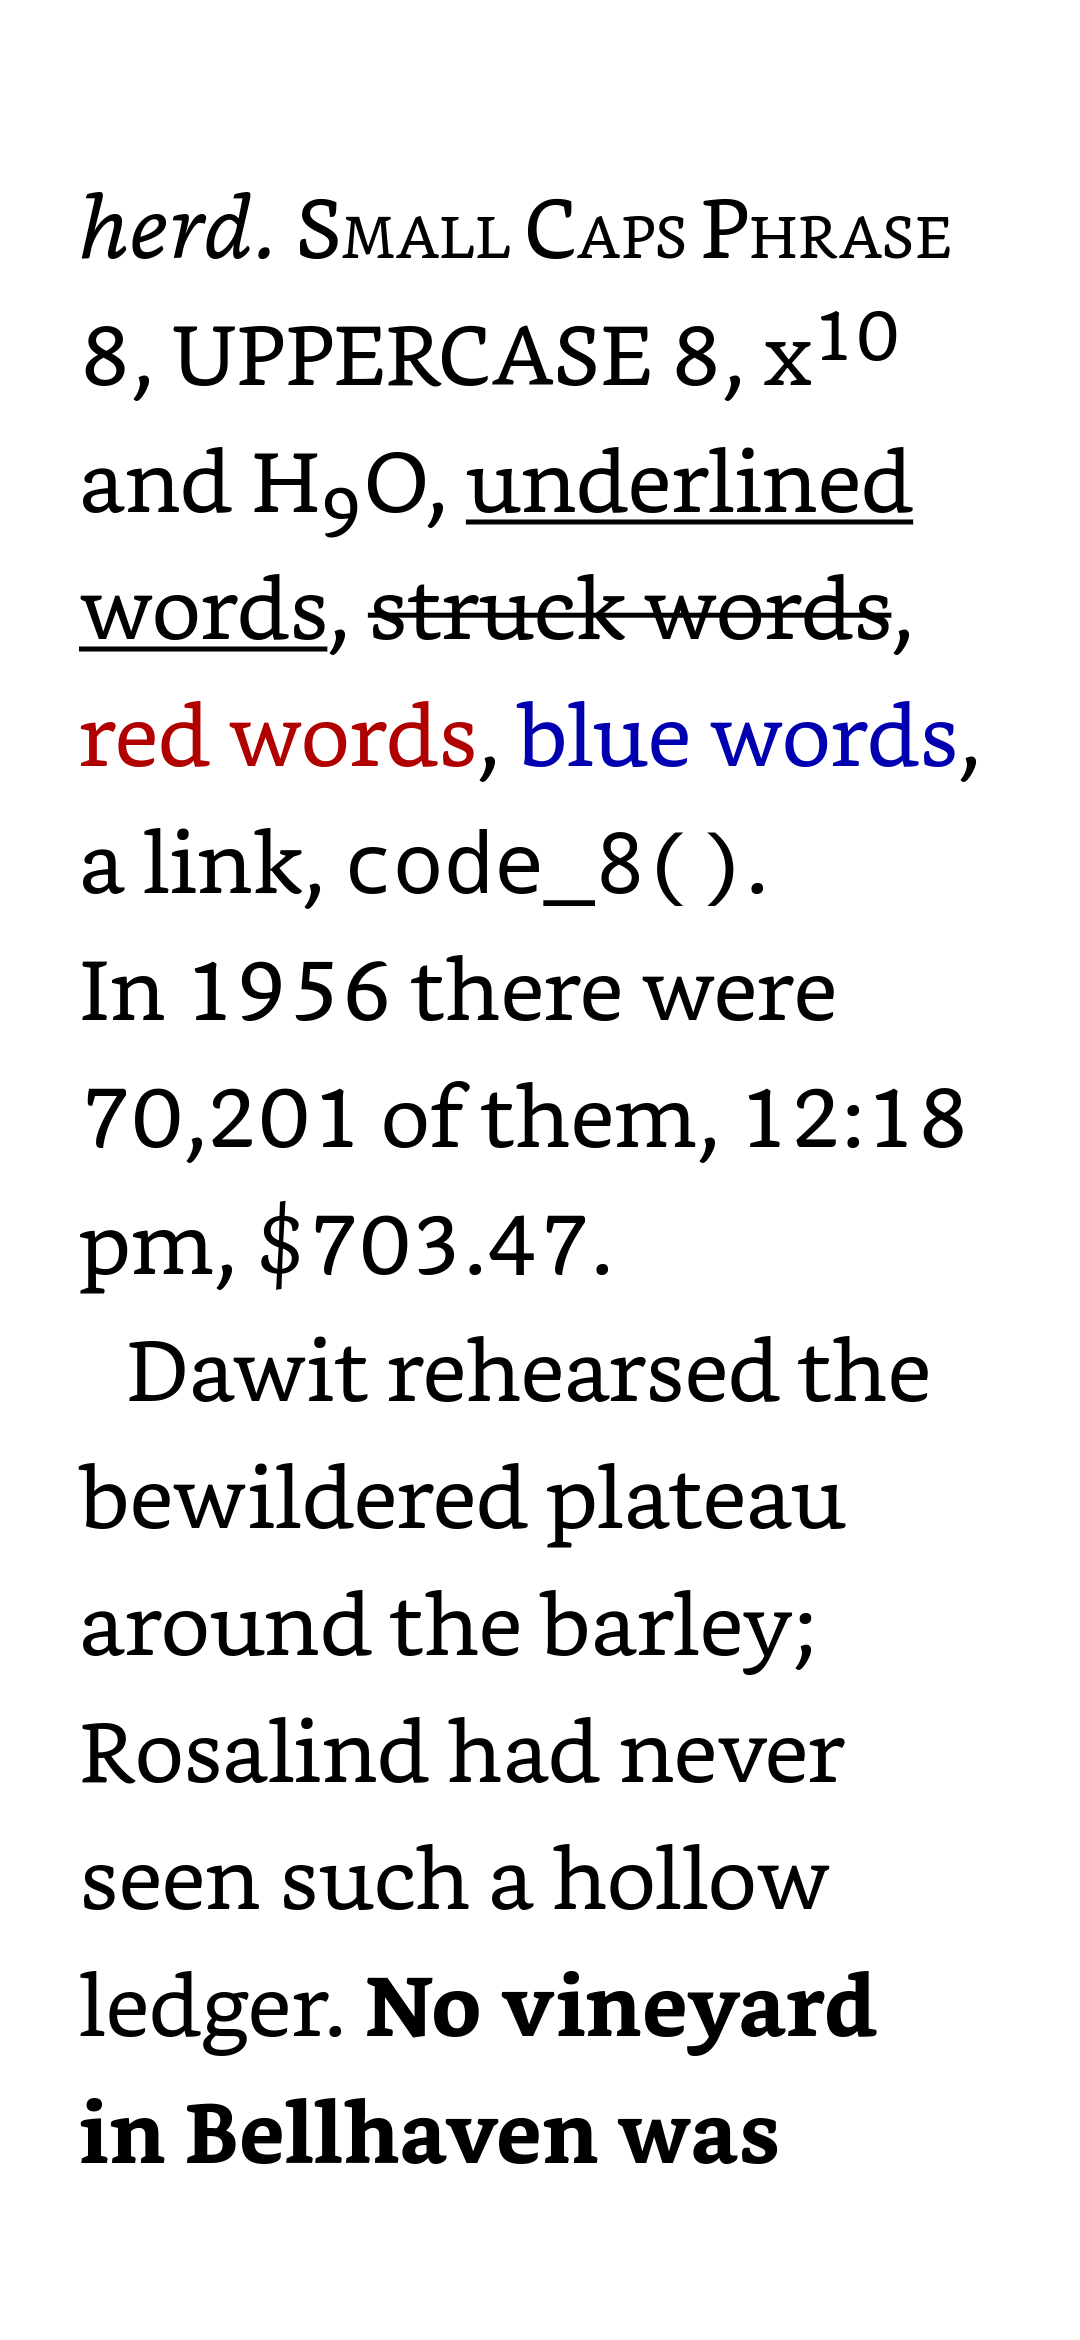 herd. Small Caps Phrase
8, UPPERCASE 8, x¹⁰
and H₉O, underlined
words, struck words,
red words, blue words,
a link, code_8().
In 1956 there were
70,201 of them, 12:18
pm, $703.47.
Dawit rehearsed the
bewildered plateau
around the barley;
Rosalind had never
seen such a hollow
ledger. No vineyard
in Bellhaven was